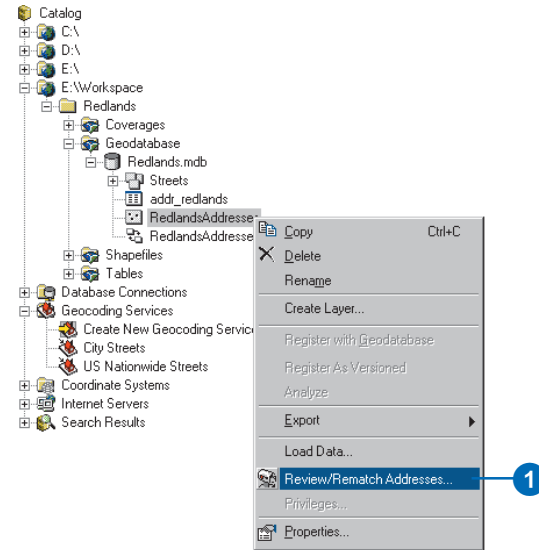 Catalog
C:\
D:\
E:\
E:\Workspace
Redlands
Coverages
Geodatabase
Redlands.mdb
Streets
addr_redlands
RedlandsAddresse
RedlandsAddresse
Shapefiles
Tables
Database Connections
Geocoding Services
Create New Geocoding Service
City Streets
US Nationwide Streets
Coordinate Systems
Internet Servers
Search Results
Copy Ctrl+C
Delete
Rename
Create Layer...
Register with Geodatabase
Register As Versioned
Analyze
Export
Load Data...
Review/Rematch Addresses...
1
Privileges...
Properties...